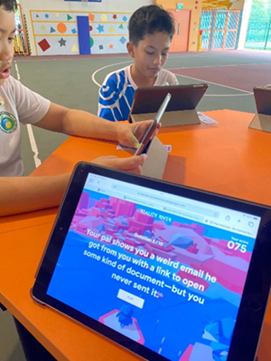 REALITY RIVER
075
Your pal shows you a weird email he
got from you with a link to open
some kind of document—but you
never sent it.